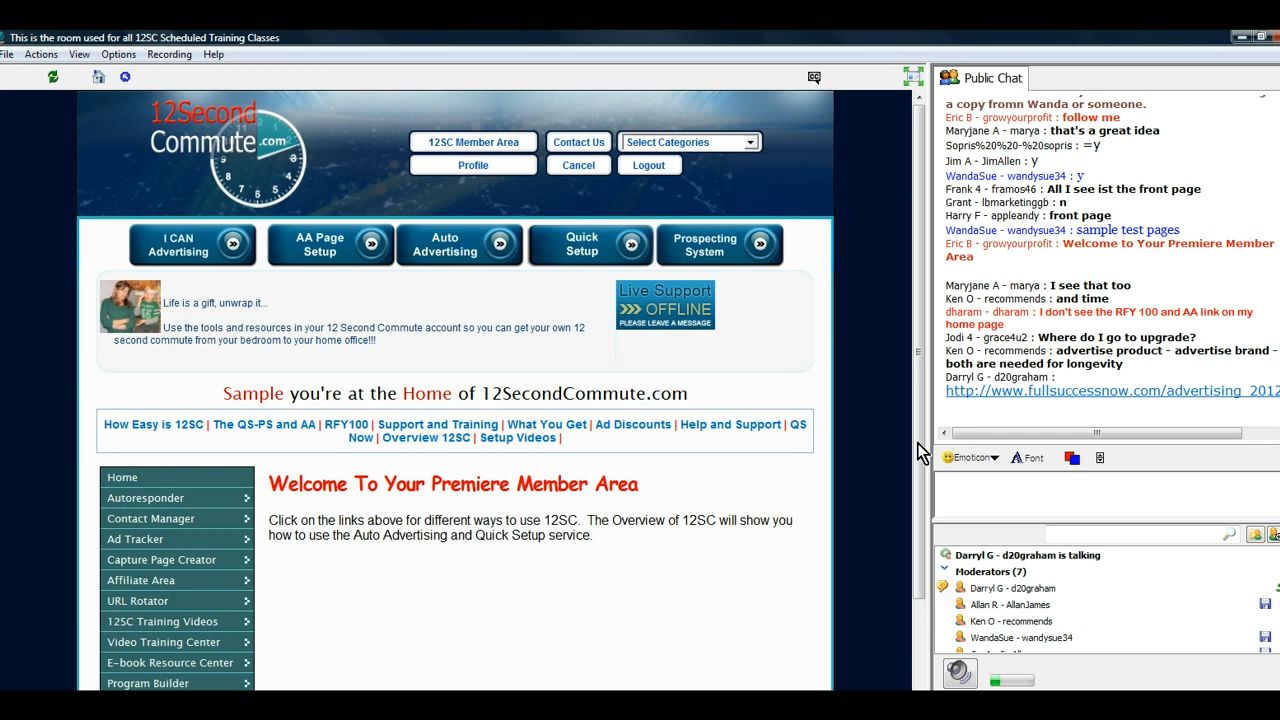 This is the room used for all 12SC Scheduled Training Classes
File Actions View Options Recording Help
12Second
Commute.com
12SC Member Area Contact Us Select Categories
Profile Cancel Logout
I CAN
Advertising
AA Page
Setup
Auto
Advertising
Quick
Setup
Prospecting
System
Life is a gift, unwrap it...
Use the tools and resources in your 12 Second Commute account so you can get your own 12
second commute from your bedroom to your home office!!!
Live Support
>>> OFFLINE
PLEASE LEAVE A MESSAGE
Sample you're at the Home of 12SecondCommute.com
How Easy is 12SC | The QS-PS and AA | RFY100 | Support and Training | What You Get | Ad Discounts | Help and Support | QS
Now | Overview 12SC | Setup Videos |
Home
Autoresponder
Contact Manager
Ad Tracker
Capture Page Creator
Affiliate Area
URL Rotator
12SC Training Videos
Video Training Center
E-book Resource Center
Program Builder
Welcome To Your Premiere Member Area
Click on the links above for different ways to use 12SC. The Overview of 12SC will show you
how to use the Auto Advertising and Quick Setup service.
Public Chat
a copy fromn Wanda or someone.
Eric B - growyourprofit : follow me
Maryjane A - marya : that's a great idea
Sopris%20%20-%20sopris : =y
Jim A - JimAllen : y
WandaSue - wandysue34 : y
Frank 4 - framos46 : All I see ist the front page
Grant - lbmarketinggb : n
Harry F - appleandy : front page
WandaSue - wandysue34 : sample test pages
Eric B - growyourprofit : Welcome to Your Premiere Member
Area
Maryjane A - marya : I see that too
Ken O - recommends : and time
dharam - dharam : I don't see the RFY 100 and AA link on my
home page
Jodi 4 - grace4u2 : Where do I go to upgrade?
Ken O - recommends : advertise product - advertise brand -
both are needed for longevity
Darryl G - d20graham :
http://www.fullsuccessnow.com/advertising_2012
Emoticon Font
Darryl G - d20graham is talking
Moderators (7)
Darryl G - d20graham
Allan R - AllanJames
Ken O - recommends
WandaSue - wandysue34